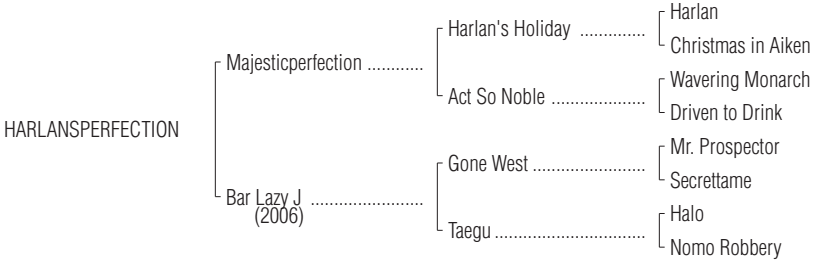 Harlan
Harlan's Holiday ..............
Christmas in Aiken
Majesticperfection ............
Wavering Monarch
Act So Noble ....................
Driven to Drink
HARLANSPERFECTION
Mr. Prospector
Gone West ........................
Secrettame
Bar Lazy J ........................
(2006)
Halo
Taegu ................................
Nomo Robbery